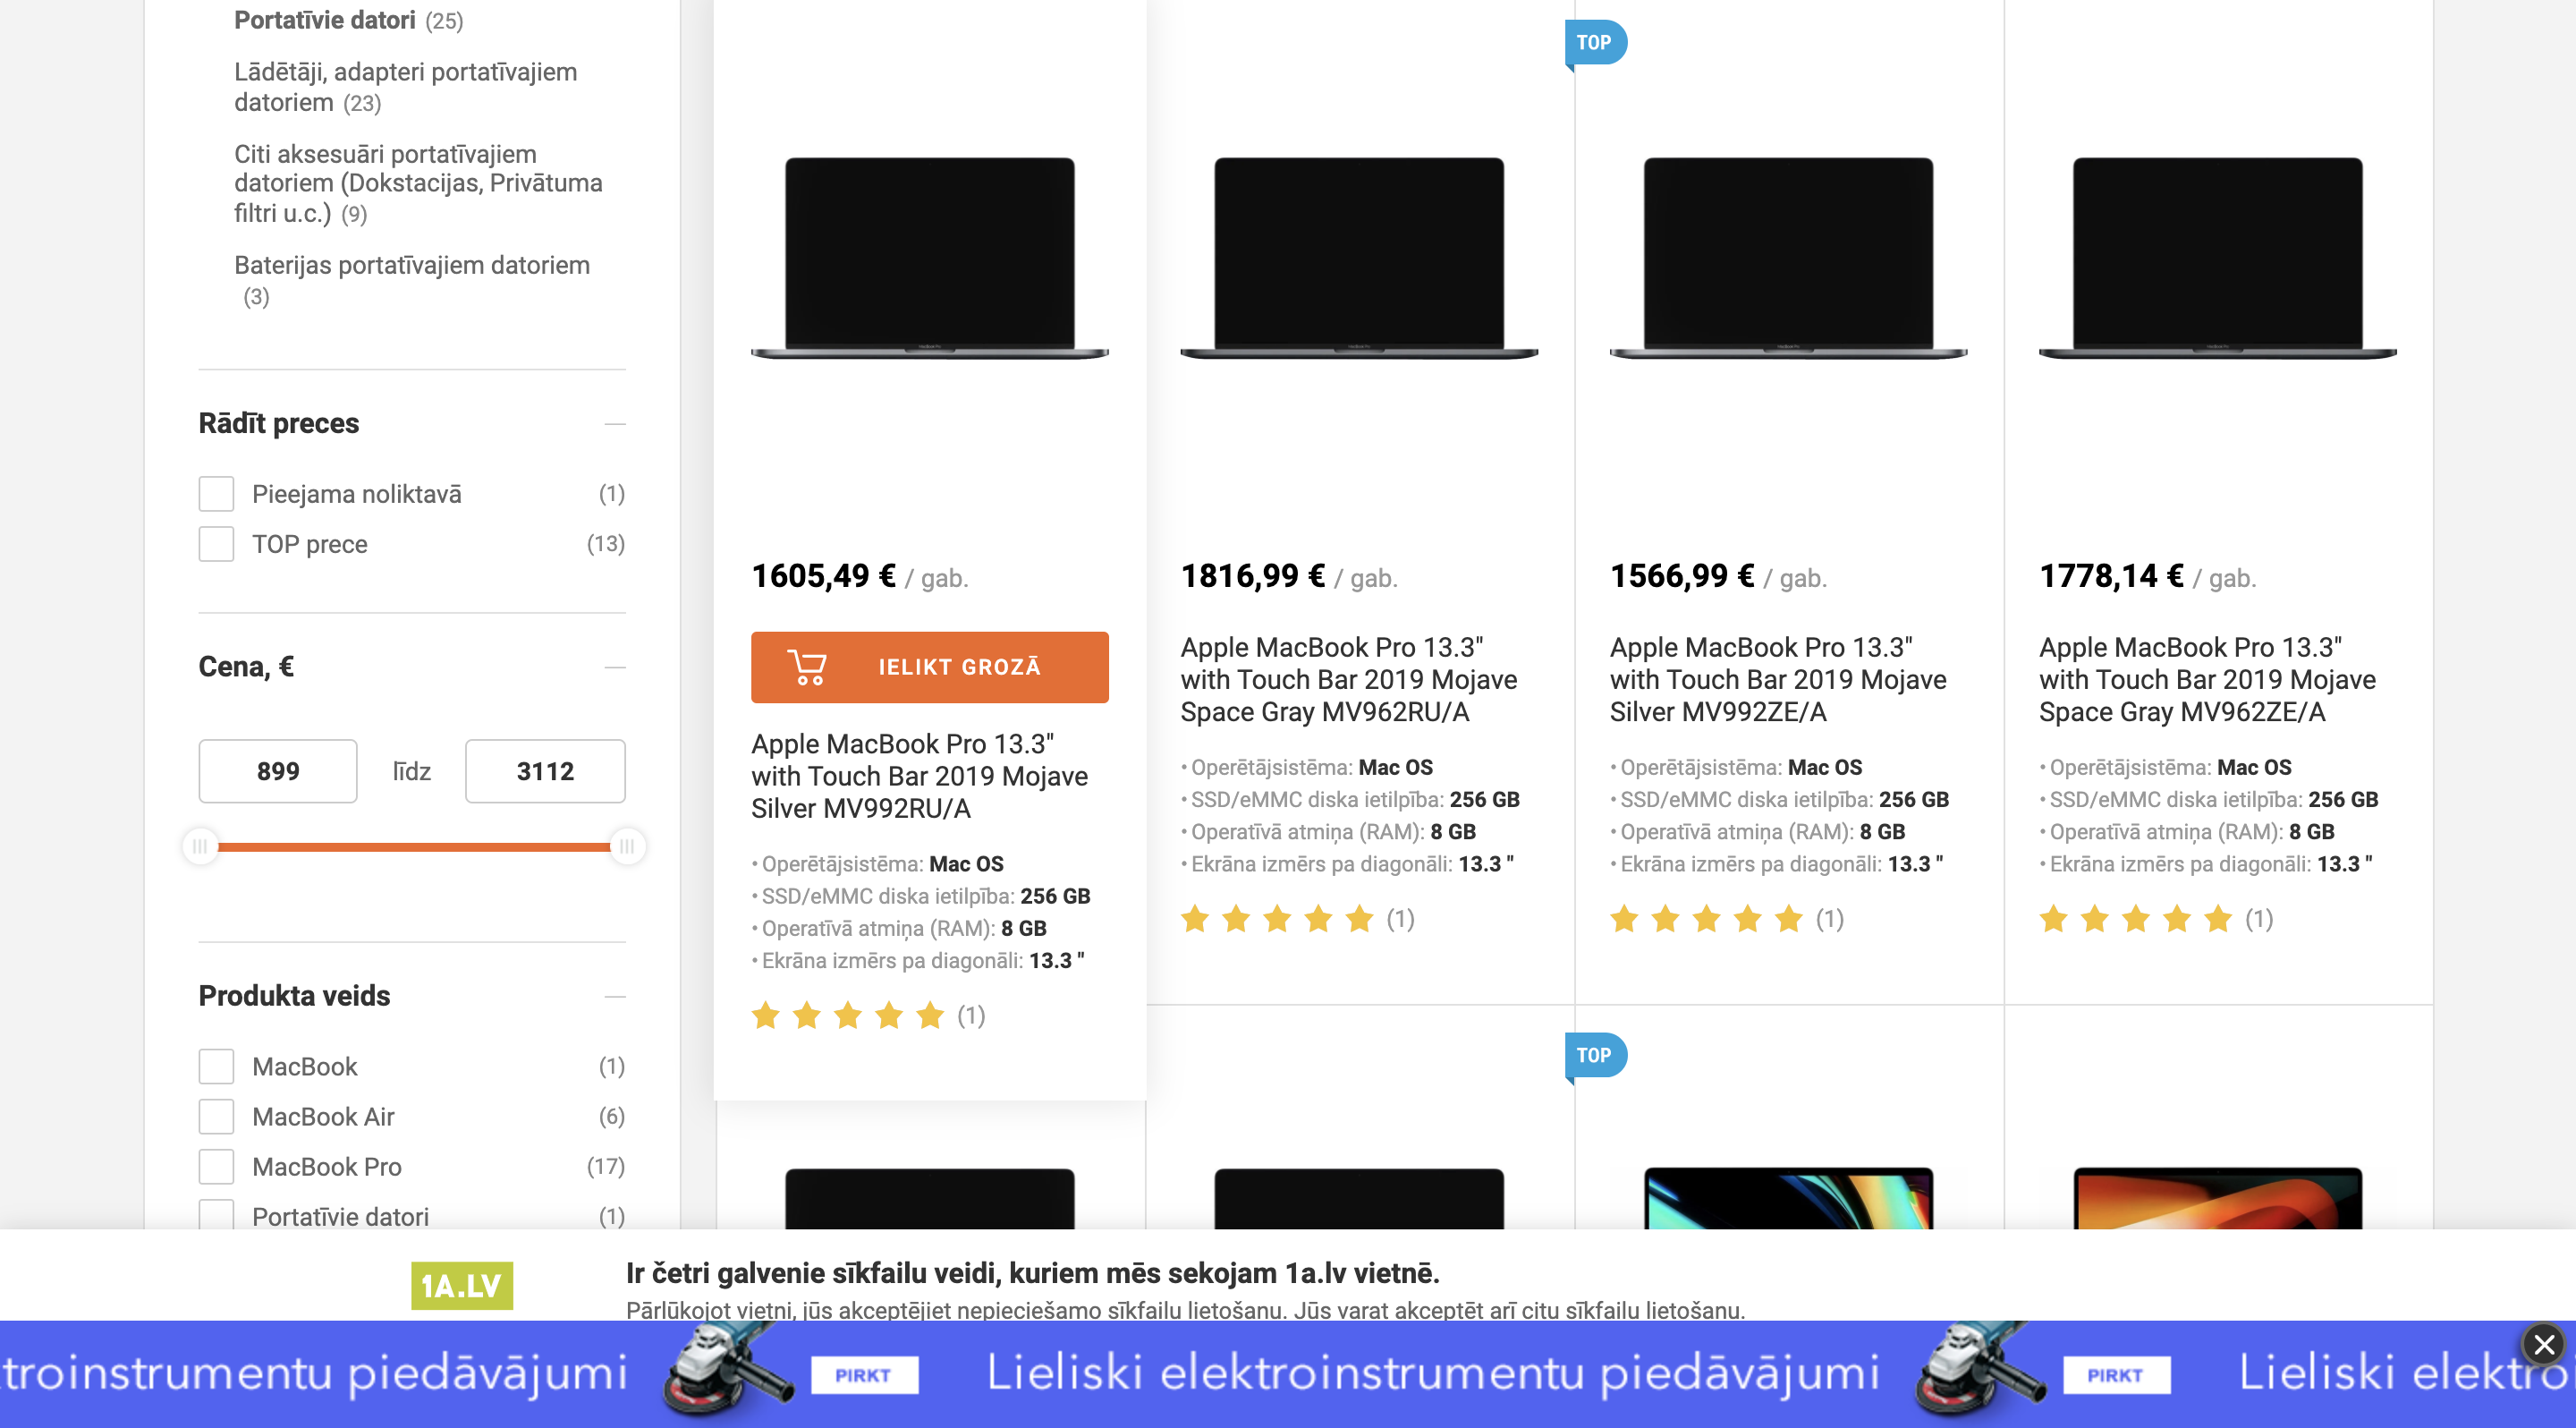 Portatīvie datori (25)
Lādētāji, adapteri portatīvajiem
datoriem (23)
Citi aksesuāri portatīvajiem
datoriem (Dokstacijas, Privātuma
filtri u.c.) (9)
Baterijas portatīvajiem datoriem
(3)
Rādīt preces
Pieejama noliktavā (1)
TOP prece (13)
Cena, €
899 līdz 3112
Produkta veids
MacBook (1)
MacBook Air (6)
MacBook Pro (17)
Portatīvie datori (1)
1605,49 € / gab.
IELIKT GROZĀ
Apple MacBook Pro 13.3"
with Touch Bar 2019 Mojave
Silver MV992RU/A
• Operētājsistēma: Mac OS
• SSD/eMMC diska ietilpība: 256 GB
• Operatīvā atmiņa (RAM): 8 GB
• Ekrāna izmērs pa diagonāli: 13.3 "
(1)
1816,99 € / gab.
Apple MacBook Pro 13.3"
with Touch Bar 2019 Mojave
Space Gray MV962RU/A
• Operētājsistēma: Mac OS
• SSD/eMMC diska ietilpība: 256 GB
• Operatīvā atmiņa (RAM): 8 GB
• Ekrāna izmērs pa diagonāli: 13.3 "
(1)
TOP
1566,99 € / gab.
Apple MacBook Pro 13.3"
with Touch Bar 2019 Mojave
Silver MV992ZE/A
• Operētājsistēma: Mac OS
• SSD/eMMC diska ietilpība: 256 GB
• Operatīvā atmiņa (RAM): 8 GB
• Ekrāna izmērs pa diagonāli: 13.3 "
(1)
1778,14 € / gab.
Apple MacBook Pro 13.3"
with Touch Bar 2019 Mojave
Space Gray MV962ZE/A
• Operētājsistēma: Mac OS
• SSD/eMMC diska ietilpība: 256 GB
• Operatīvā atmiņa (RAM): 8 GB
• Ekrāna izmērs pa diagonāli: 13.3 "
(1)
TOP
1A.LV
Ir četri galvenie sīkfailu veidi, kuriem mēs sekojam 1a.lv vietnē.
Pārlūkojot vietni, jūs akceptējiet nepieciešamo sīkfailu lietošanu. Jūs varat akceptēt arī citu sīkfailu lietošanu.
troinstrumentu piedāvājumi PIRKT Lieliski elektroinstrumentu piedāvājumi PIRKT Lieliski elektro